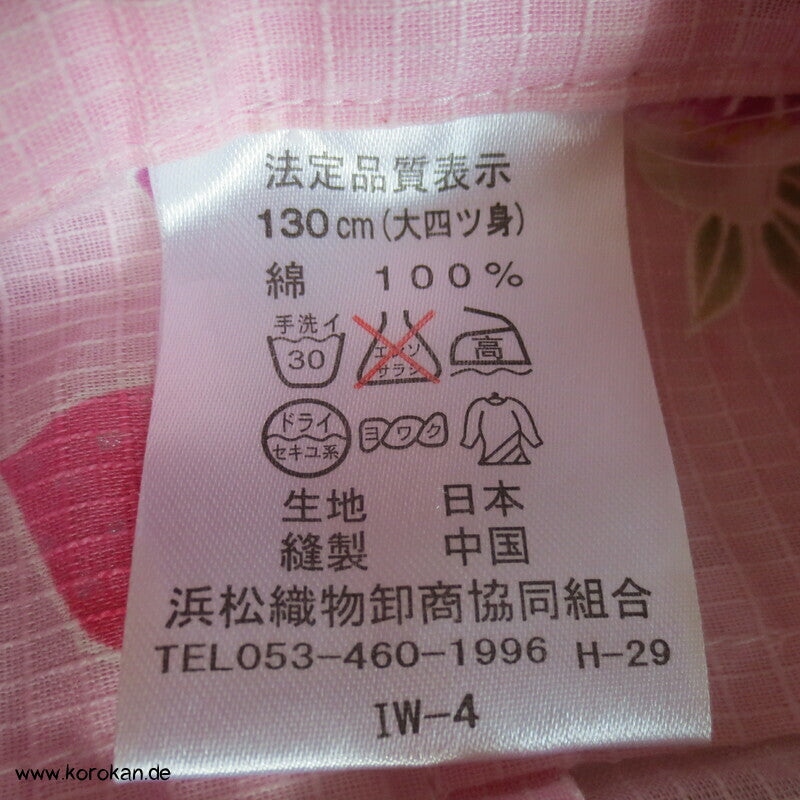 法定品質表示
130cm(大四ツ身)
綿 100%
手洗イ
30
エンソ
サラシ
高
ドライ
セキユ系
ヨワク
生地 日本
縫製 中国
浜松織物卸商協同組合
TEL053-460-1996 H-29
IW-4
www.korokan.de